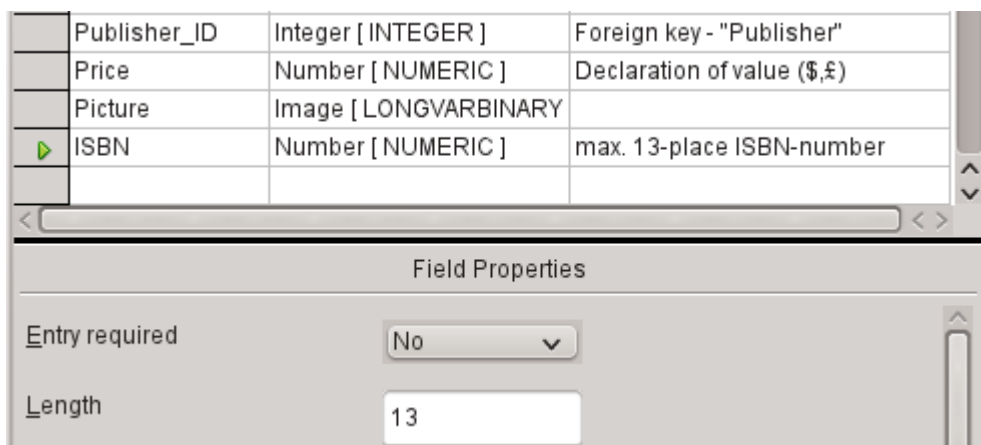 Publisher_ID Integer [ INTEGER ] Foreign key - "Publisher"
Price Number [ NUMERIC ] Declaration of value ($,£)
Picture Image [ LONGVARBINARY
ISBN Number [ NUMERIC ] max. 13-place ISBN-number
Field Properties
Entry required No
Length 13